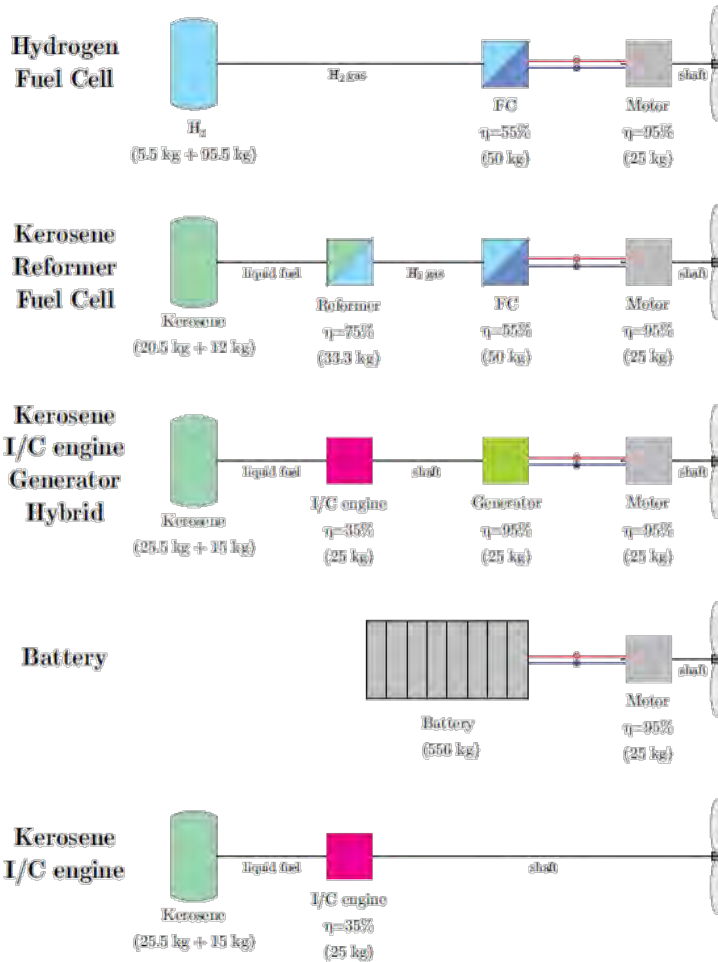 Hydrogen
Fuel Cell
H₂ gas
shaft
H₂
(5.5 kg + 95.5 kg)
FC
η=55%
(50 kg)
Motor
η=95%
(25 kg)
Kerosene
Reformer
Fuel Cell
liquid fuel
H₂ gas
shaft
Kerosene
(20.5 kg + 12 kg)
Reformer
η=75%
(33.3 kg)
FC
η=55%
(50 kg)
Motor
η=95%
(25 kg)
Kerosene
I/C engine
Generator
Hybrid
liquid fuel
shaft
shaft
Kerosene
(25.5 kg + 15 kg)
I/C engine
η=35%
(25 kg)
Generator
η=95%
(25 kg)
Motor
η=95%
(25 kg)
Battery
shaft
Battery
(556 kg)
Motor
η=95%
(25 kg)
Kerosene
I/C engine
liquid fuel
shaft
Kerosene
(25.5 kg + 15 kg)
I/C engine
η=35%
(25 kg)